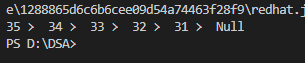 e\1288865d6c6b6cee09d54a74463f28f9\redhat.j
35 >  34 >  33 >  32 >  31 >  Null
PS D:\DSA>